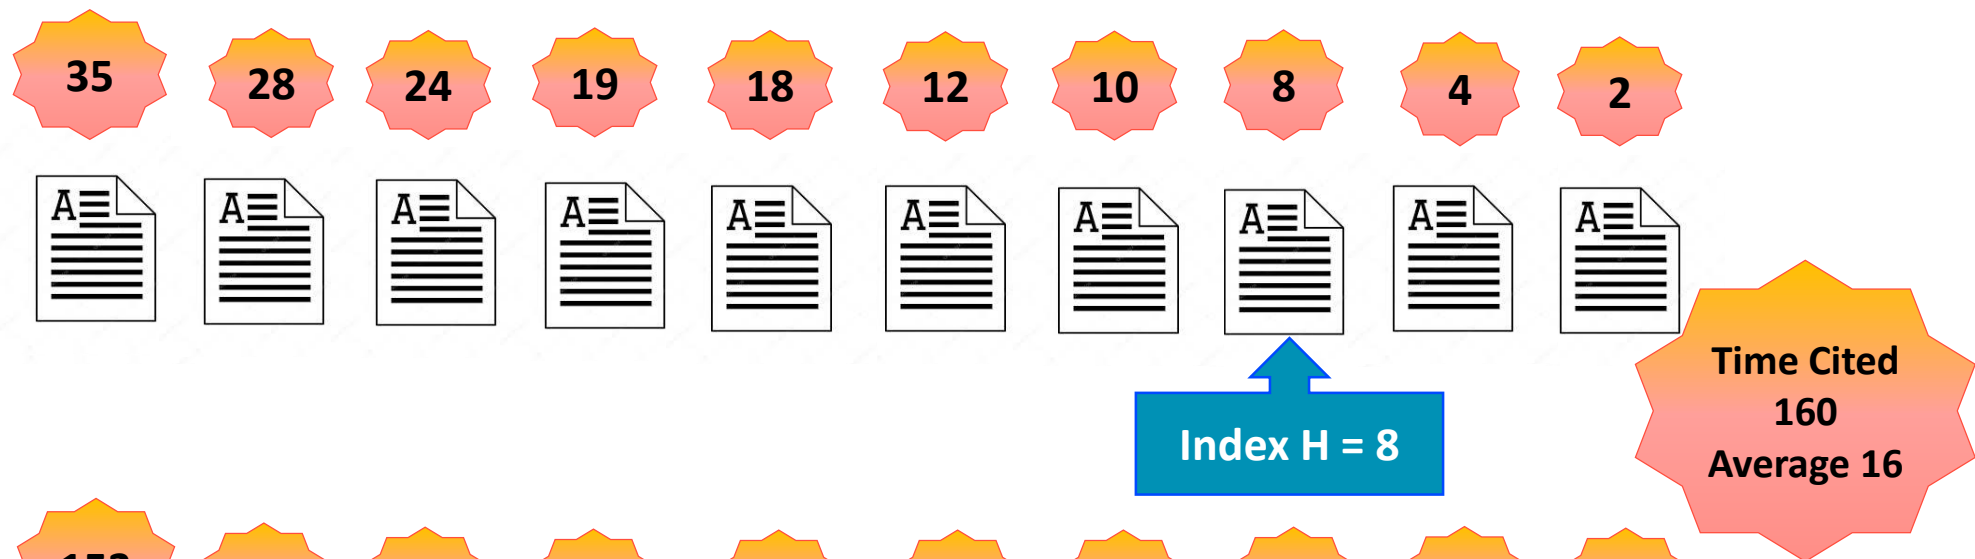 35 28 24 19 18 12 10 8 4 2
A A A A A A A A A A
Time Cited
160
Average 16
Index H = 8